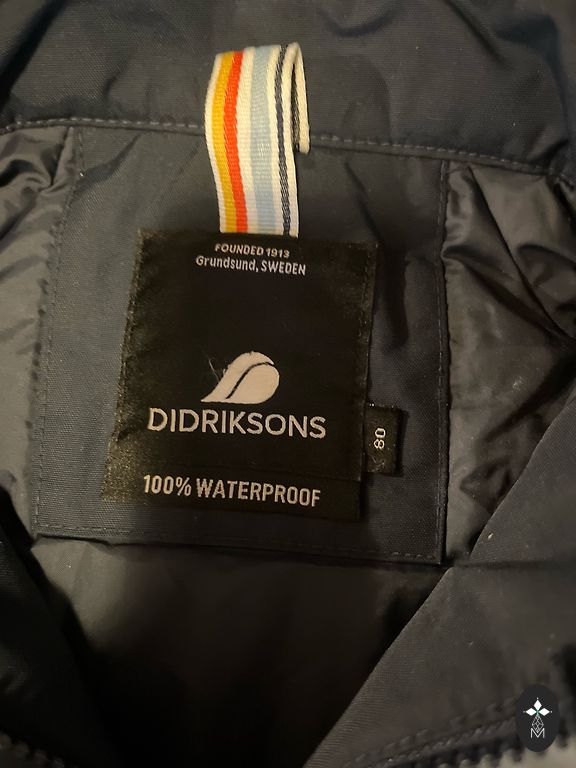 FOUNDED 1913
Grundsund, SWEDEN
DIDRIKSONS
80
100% WATERPROOF
M